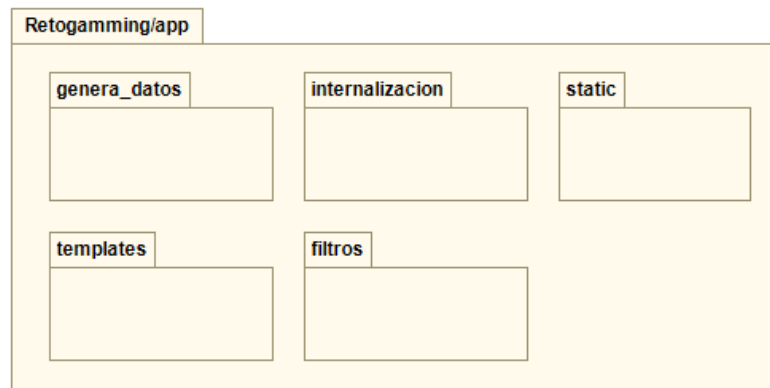 Retogamming/app
genera_datos
internalizacion
static
templates
filtros